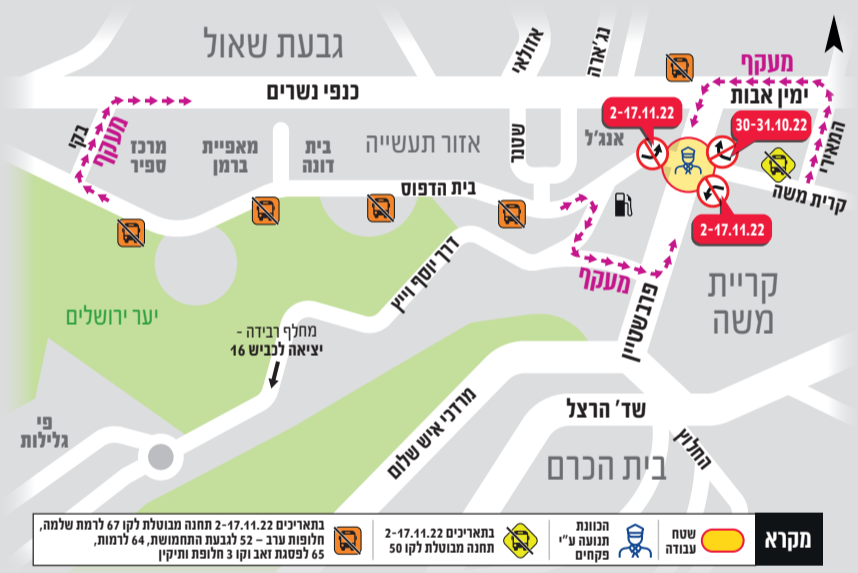 גבעת שאול
אזולאי
נג'ארה
כנפי נשרים
מעקף
ימין אבות
2-17.11.22
30-31.10.22
בקי
מעקף
מרכז
ספיר
מאפיית
ברמן
בית
דונה
אזור תעשייה
שטנר
אנג'ל
המאירי
קרית משה
בית הדפוס
2-17.11.22
דרך יוסף וייץ
מעקף
פרבשטיין
קריית
משה
יער ירושלים
מחלף רבידה -
יציאה לכביש 16
פי
גלילות
מרדכי איש שלום
שד' הרצל
החלוץ
בית הכרם
מקרא
שטח
עבודה
הכוונת
תנועה ע"י
פקחים
בתאריכים 2-17.11.22
תחנה מבוטלת לקו 50
בתאריכים 2-17.11.22 תחנה מבוטלת לקו 67 לרמת שלמה,
חלופות ערב – 52 לגבעת התחמושת, 64 לרמות,
65 לפסגת זאב וקו 3 חלופת ותיקין